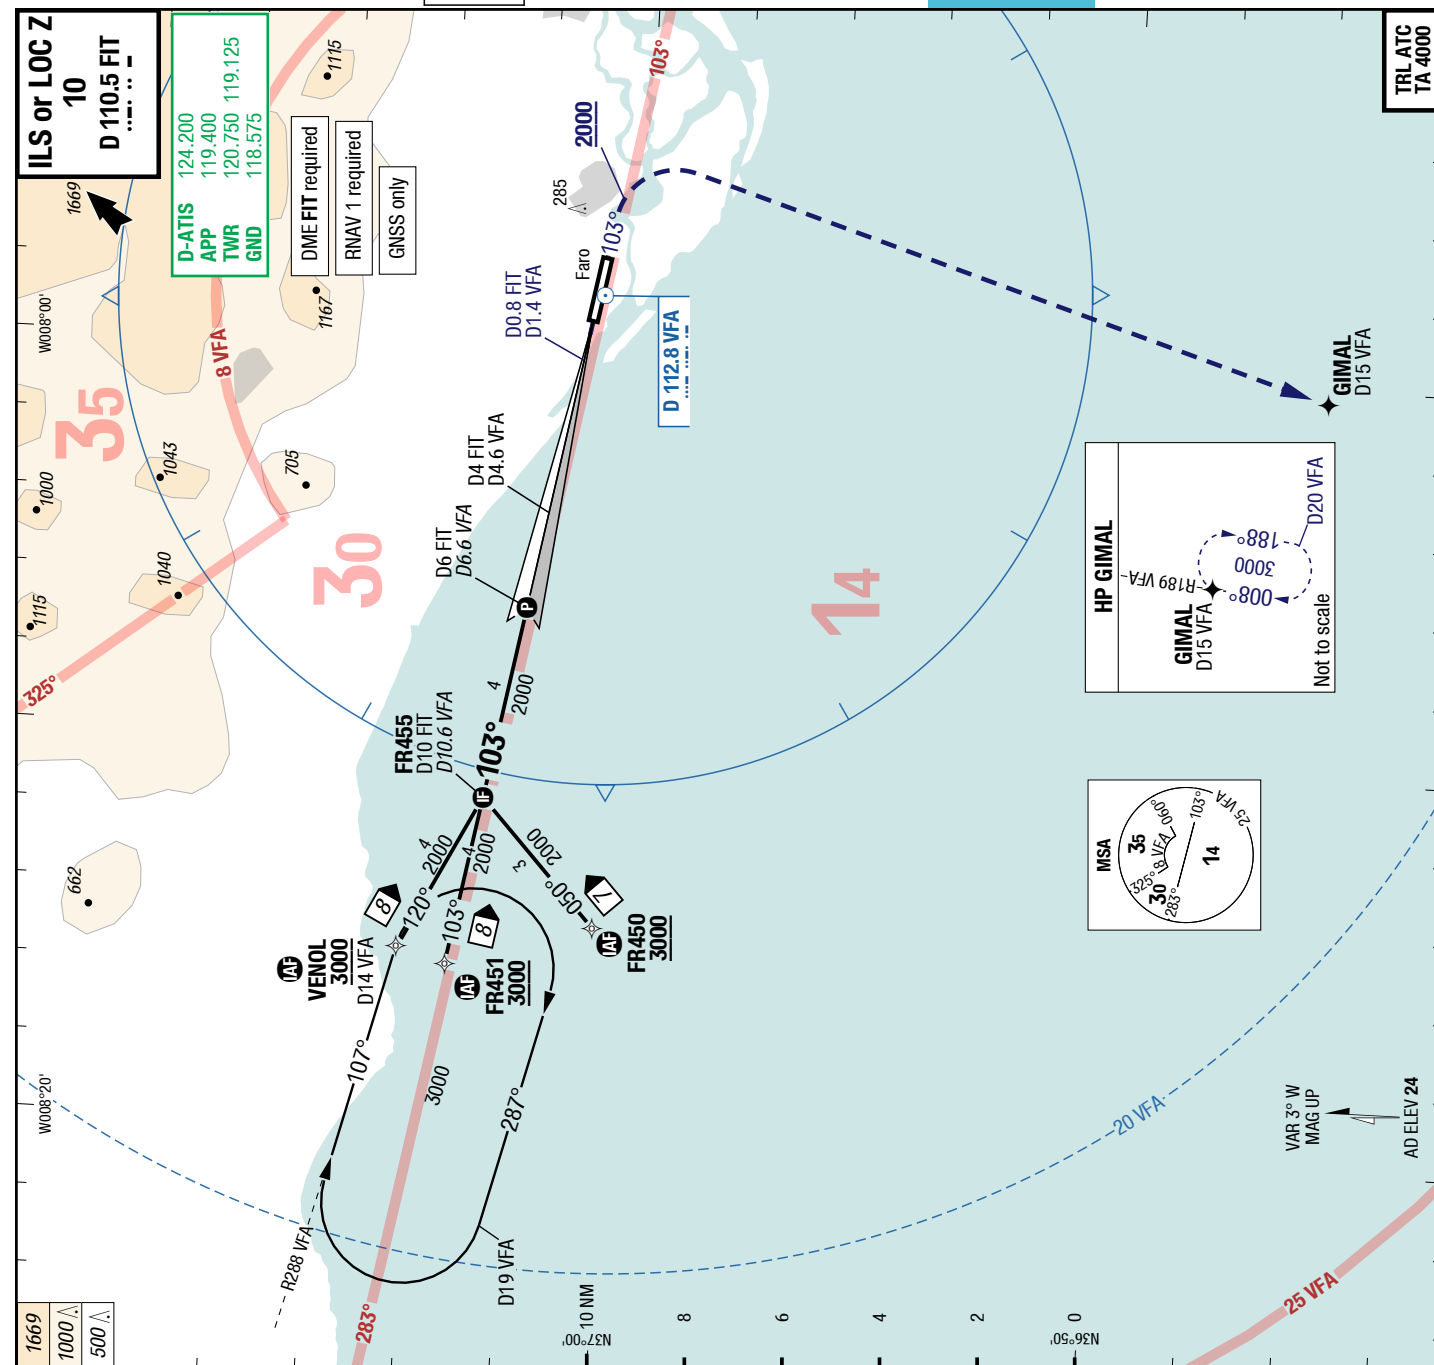 ILS or LOC Z
10
D 110.5 FIT
D-ATIS 124.200
APP 119.400
TWR 120.750 119.125
GND 118.575
DME FIT required
RNAV 1 required
GNSS only
TRL ATC
TA 4000
1669
1115
1167
1043
1000
1040
1115
705
662
285
W008°00'
W008°20'
8 VFA
35
30
14
325°
103°
283°
2000
103°
Faro
D0.8 FIT
D1.4 VFA
D 112.8 VFA
D4 FIT
D4.6 VFA
D6 FIT
D6.6 VFA
P
4
2000
103°
FR455
D10 FIT
D10.6 VFA
IF
4
2000
120°
8
4
2000
103°
8
3
2000
050°
7
IAF
VENOL
3000
D14 VFA
IAF
FR451
3000
IAF
FR450
3000
107°
287°
3000
R288 VFA
D19 VFA
GIMAL
D15 VFA
HP GIMAL
GIMAL
D15 VFA
R189 VFA
188°
3000
008°
D20 VFA
Not to scale
MSA
35
30
14
8 VFA
060°
325°
283°
103°
25 VFA
20 VFA
25 VFA
VAR 3° W
MAG UP
AD ELEV 24
1669
1000
500
N37°00'
10 NM
8
6
4
2
0
N36°50'